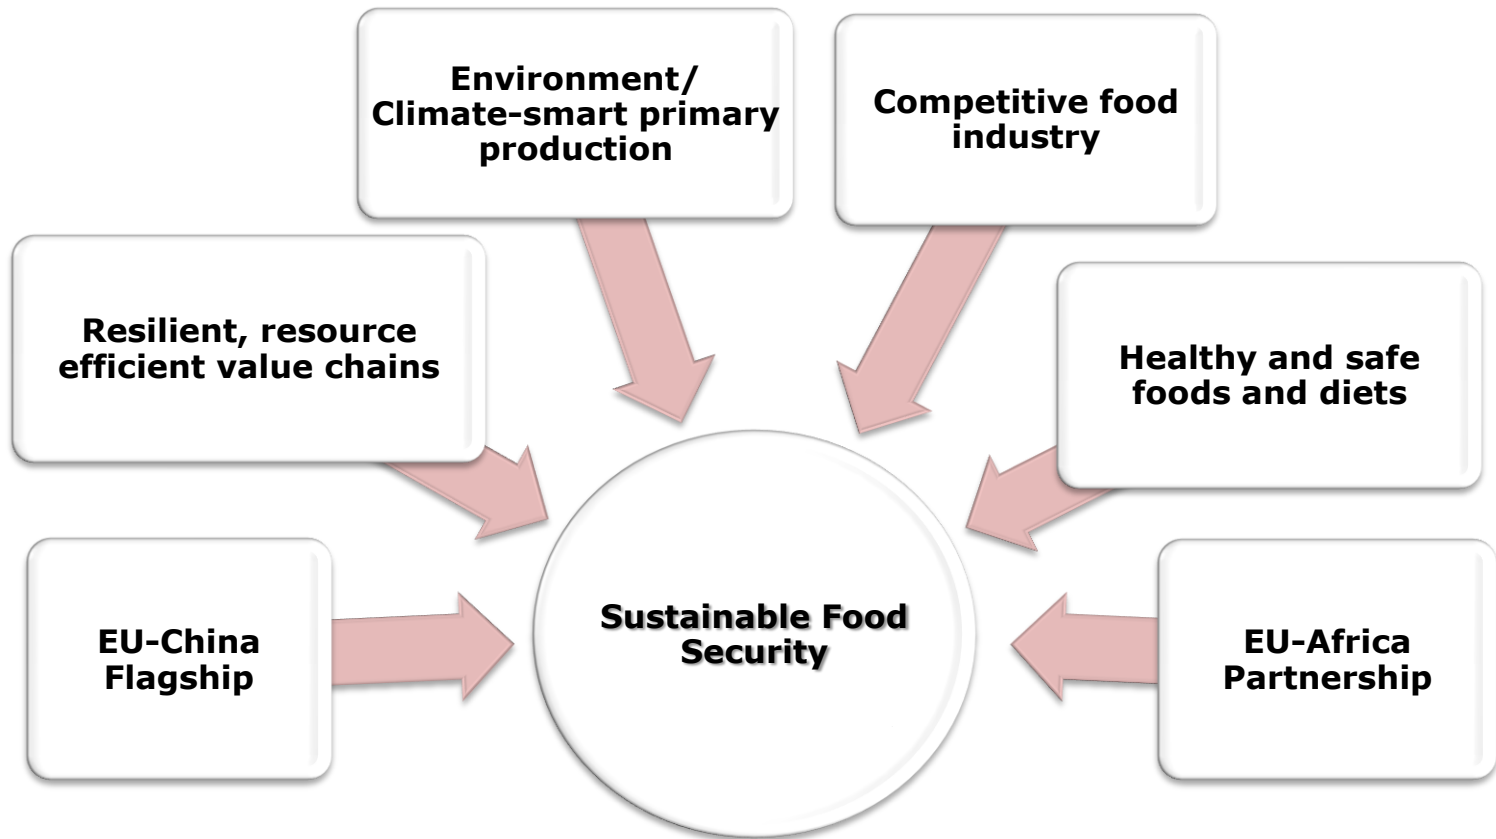 Environment/
Climate-smart primary
production
Competitive food
industry
Resilient, resource
efficient value chains
Healthy and safe
foods and diets
EU-China
Flagship
Sustainable Food
Security
EU-Africa
Partnership